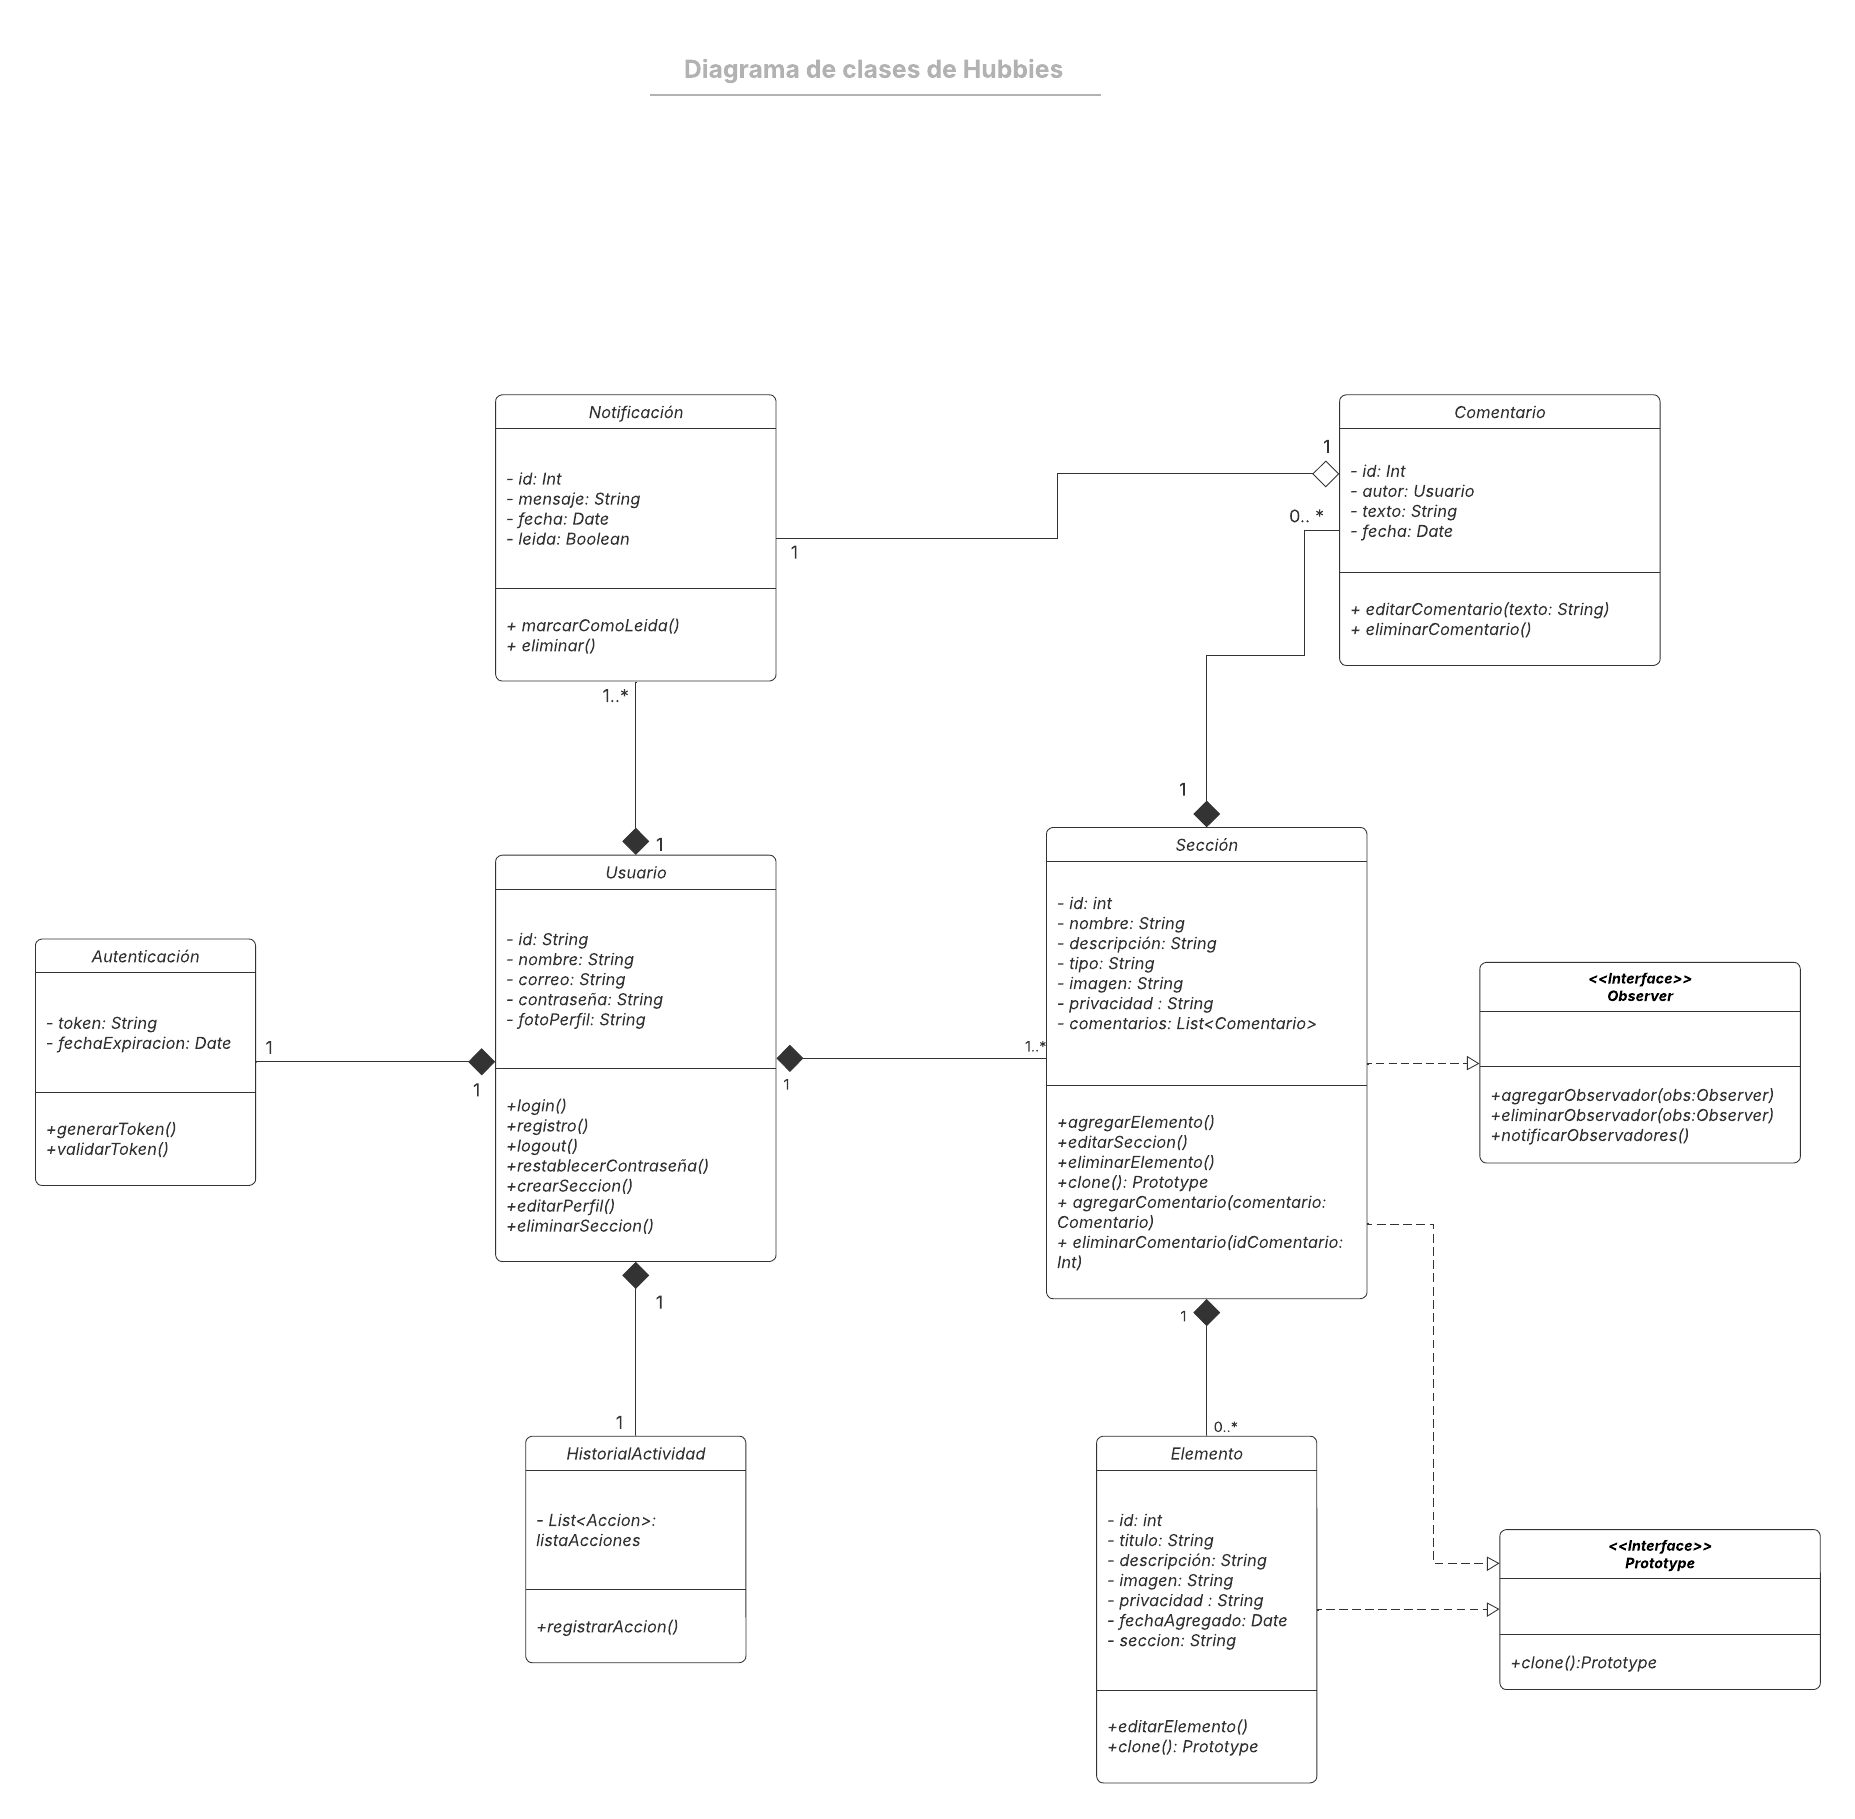 Diagrama de clases de Hubbies
Notificación
- id: Int
- mensaje: String
- fecha: Date
- leida: Boolean
+ marcarComoLeida()
+ eliminar()
1
1..*
Comentario
- id: Int
- autor: Usuario
- texto: String
- fecha: Date
+ editarComentario(texto: String)
+ eliminarComentario()
1
0.. *
1
Usuario
- id: String
- nombre: String
- correo: String
- contraseña: String
- fotoPerfil: String
+login()
+registro()
+logout()
+restablecerContraseña()
+crearSeccion()
+editarPerfil()
+eliminarSeccion()
1
1
1
Autenticación
- token: String
- fechaExpiracion: Date
+generarToken()
+validarToken()
1
1
Sección
- id: int
- nombre: String
- descripción: String
- tipo: String
- imagen: String
- privacidad : String
- comentarios: List<Comentario>
+agregarElemento()
+editarSeccion()
+eliminarElemento()
+clone(): Prototype
+ agregarComentario(comentario:
Comentario)
+ eliminarComentario(idComentario:
Int)
1..*
1
<<Interface>>
Observer
+agregarObservador(obs:Observer)
+eliminarObservador(obs:Observer)
+notificarObservadores()
1
HistorialActividad
- List<Accion>:
listaAcciones
+registrarAccion()
0..*
Elemento
- id: int
- titulo: String
- descripción: String
- imagen: String
- privacidad : String
- fechaAgregado: Date
- seccion: String
+editarElemento()
+clone(): Prototype
<<Interface>>
Prototype
+clone():Prototype